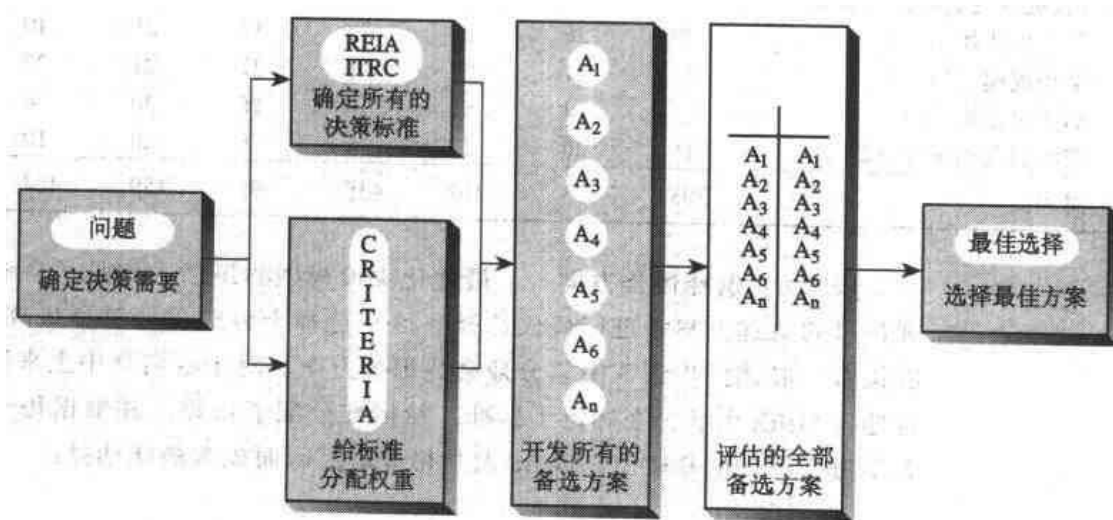 问题
确定决策需要
REIA
ITRC
确定所有的
决策标准
C
R
I
T
E
R
I
A
给标准
分配权重
A1
A2
A3
A4
A5
A6
An
开发所有的
备选方案
A1 A1
A2 A2
A3 A3
A4 A4
A5 A5
A6 A6
An An
评估的全部
备选方案
最佳选择
选择最佳方案